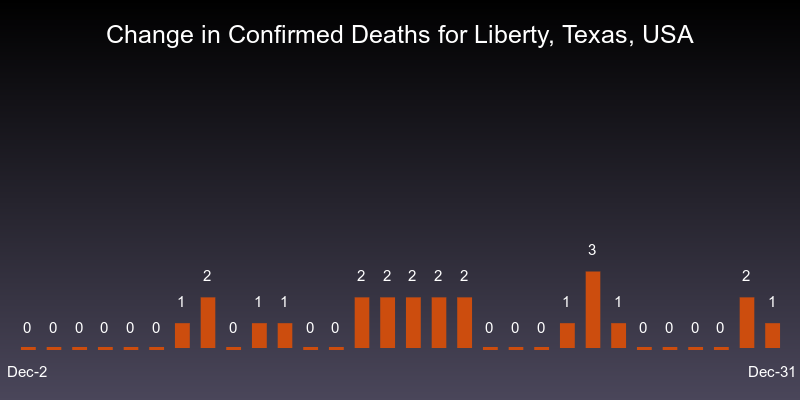 Change in Confirmed Deaths for Liberty, Texas, USA
3
2 2 2 2 2 2 2
1 1 1 1 1 1
0 0 0 0 0 0 0 0 0 0 0 0 0 0 0 0
Dec-2 Dec-31